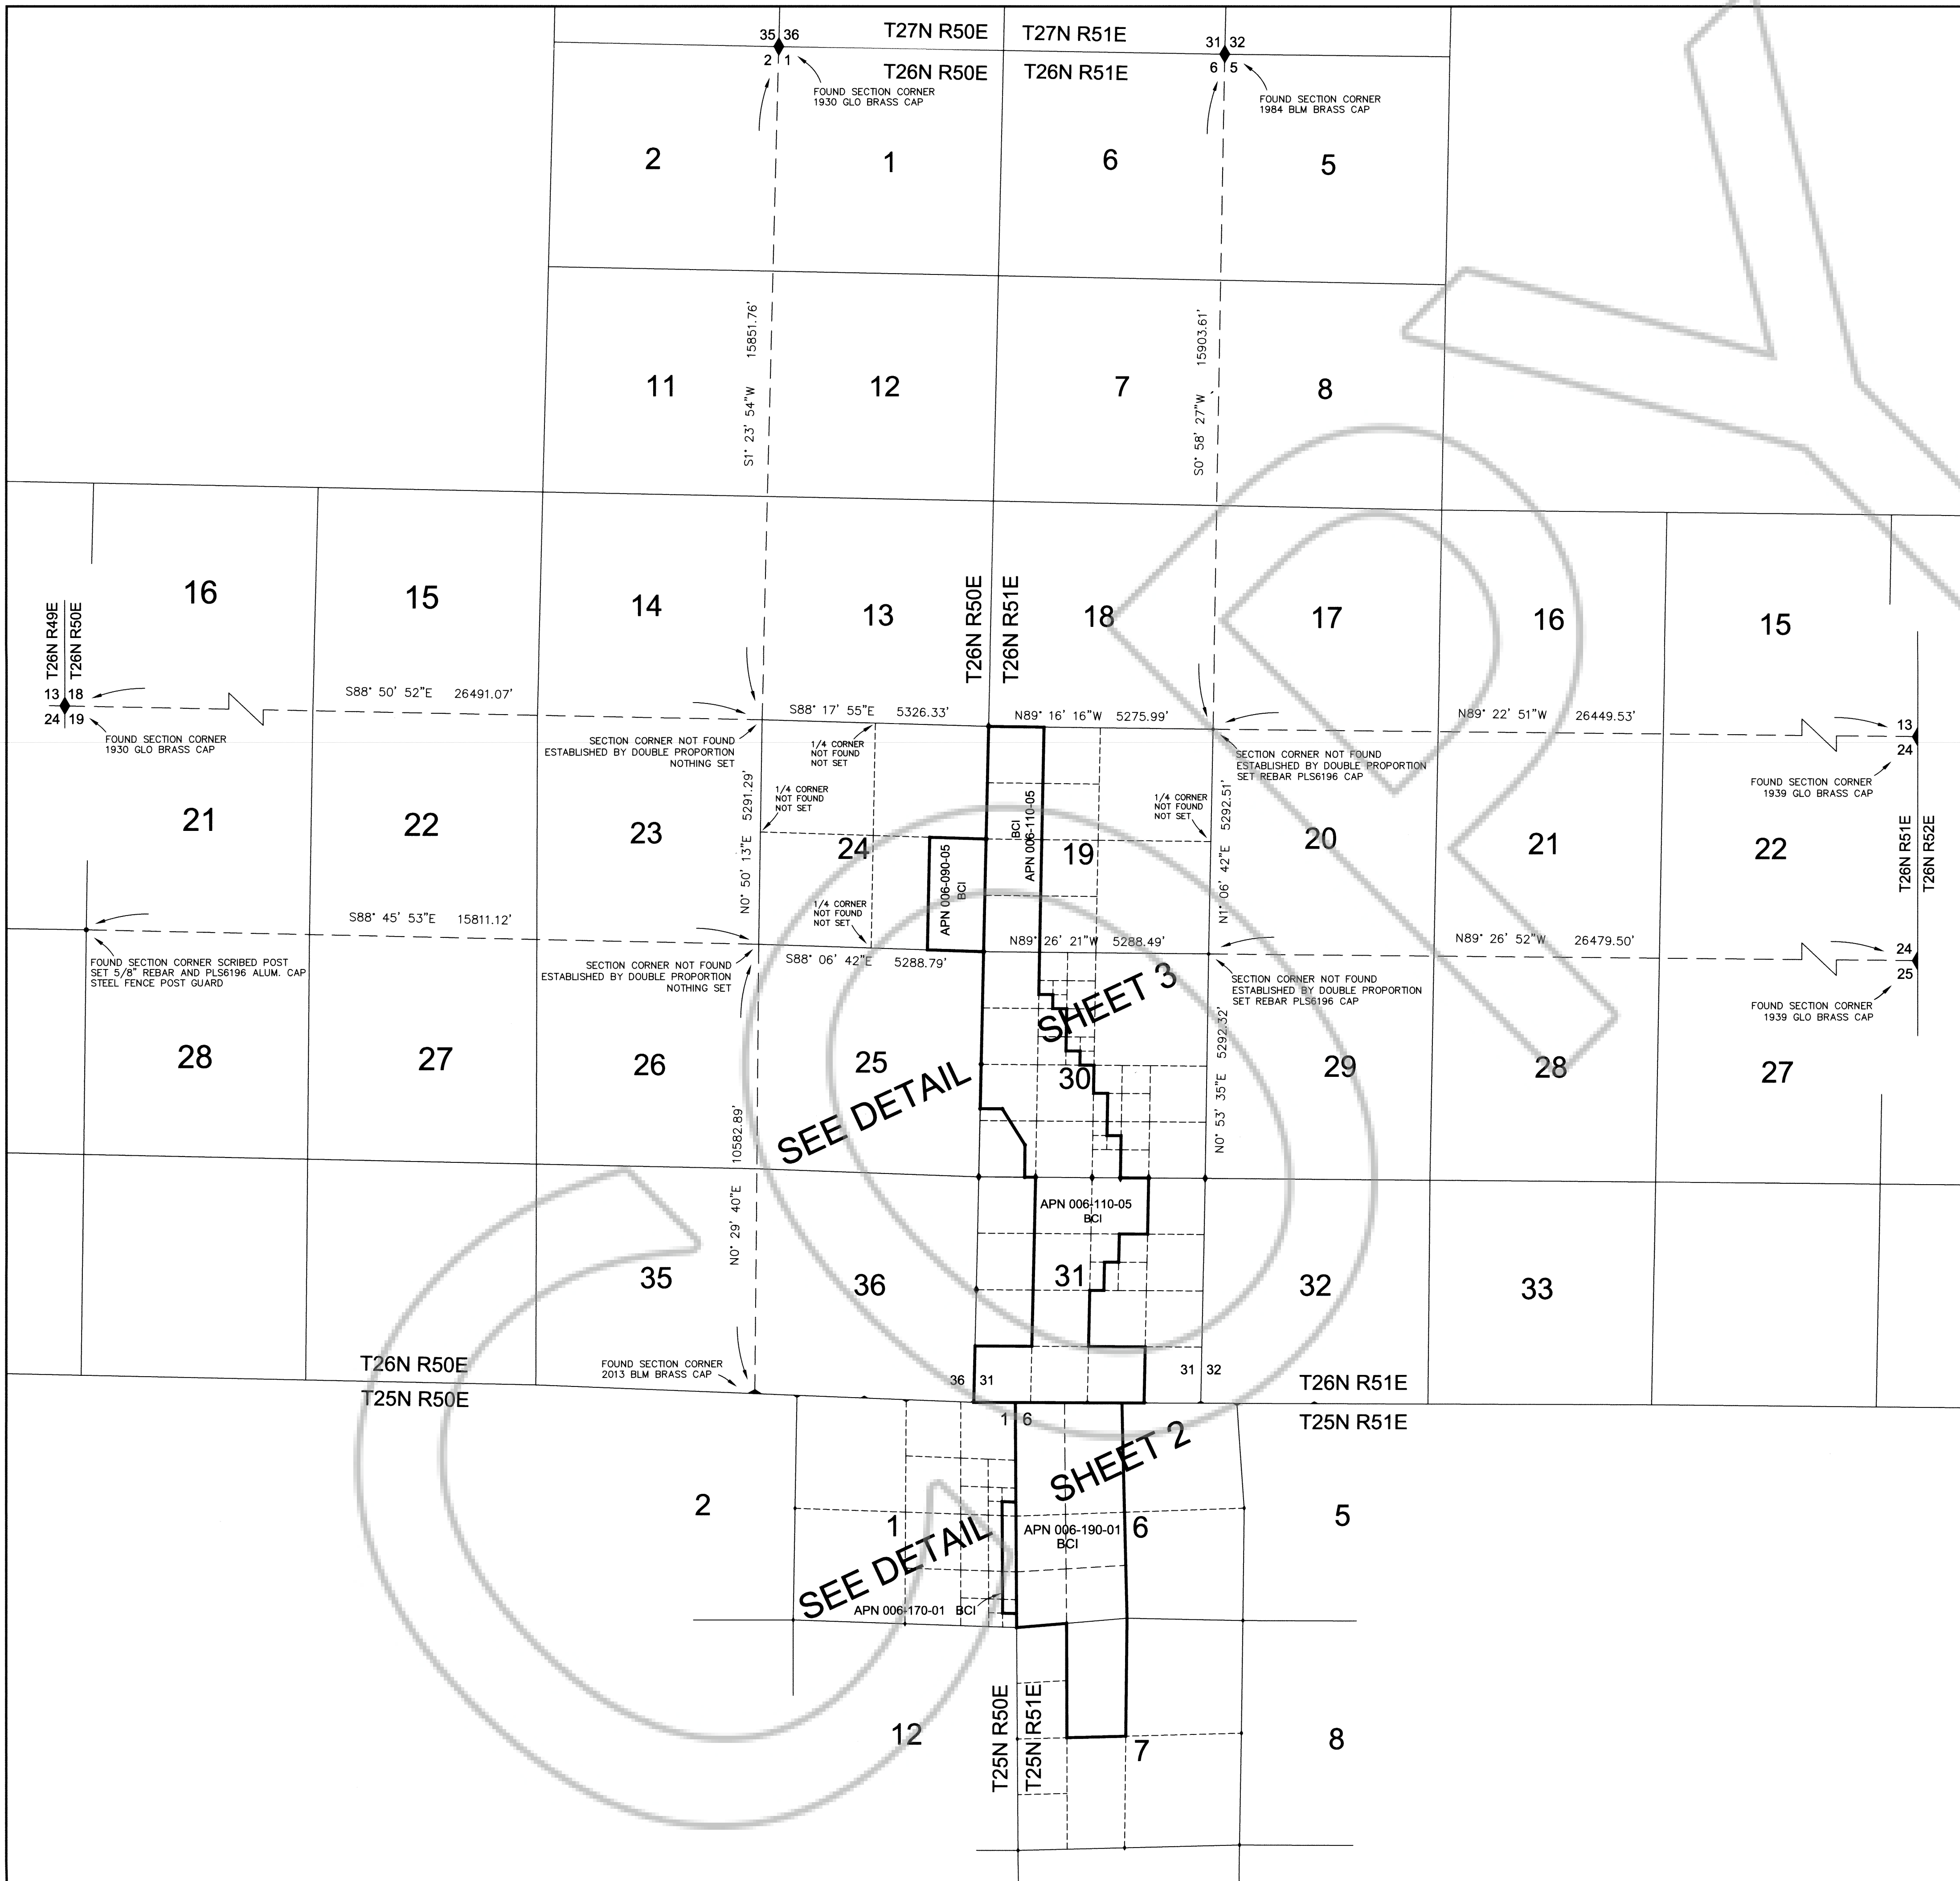 T27N R50E
T27N R51E
35 36
2 1
31 32
6 5
T26N R50E
T26N R51E
FOUND SECTION CORNER
1930 GLO BRASS CAP
FOUND SECTION CORNER
1984 BLM BRASS CAP
2
1
6
5
S1° 23' 54"W 15851.76'
S0° 58' 27"W 15903.61'
11
12
7
8
16
15
14
13
18
17
16
15
T26N R49E
T26N R50E
T26N R50E
T26N R51E
13 18
24 19
S88° 50' 52"E 26491.07'
S88° 17' 55"E 5326.33'
N89° 16' 16"W 5275.99'
N89° 22' 51"W 26449.53'
13
24
FOUND SECTION CORNER
1930 GLO BRASS CAP
SECTION CORNER NOT FOUND
ESTABLISHED BY DOUBLE PROPORTION
NOTHING SET
1/4 CORNER
NOT FOUND
NOT SET
SECTION CORNER NOT FOUND
ESTABLISHED BY DOUBLE PROPORTION
SET REBAR PLS6196 CAP
FOUND SECTION CORNER
1939 GLO BRASS CAP
N0° 50' 13"E 5291.29'
1/4 CORNER
NOT FOUND
NOT SET
BCI
APN 006-110-05
1/4 CORNER
NOT FOUND
NOT SET
N1° 06' 42"E 5292.51'
21
22
23
24
19
20
21
22
APN 006-090-05
BCI
T26N R51E
T26N R52E
1/4 CORNER
NOT FOUND
NOT SET
S88° 45' 53"E 15811.12'
S88° 06' 42"E 5288.79'
N89° 26' 21"W 5288.49'
N89° 26' 52"W 26479.50'
24
25
FOUND SECTION CORNER SCRIBED POST
SET 5/8" REBAR AND PLS6196 ALUM. CAP
STEEL FENCE POST GUARD
SECTION CORNER NOT FOUND
ESTABLISHED BY DOUBLE PROPORTION
NOTHING SET
SECTION CORNER NOT FOUND
ESTABLISHED BY DOUBLE PROPORTION
SET REBAR PLS6196 CAP
FOUND SECTION CORNER
1939 GLO BRASS CAP
SEE DETAIL SHEET 3
28
27
26
25
30
29
28
27
N0° 53' 35"E 5292.32'
N0° 29' 40"E 10582.89'
APN 006-110-05
BCI
35
36
31
32
33
FOUND SECTION CORNER
2013 BLM BRASS CAP
T26N R50E
T25N R50E
36 31
31 32
T26N R51E
T25N R51E
1 6
SEE DETAIL SHEET 2
2
1
APN 006-190-01
BCI
6
5
APN 006-170-01 BCI
T25N R50E
T25N R51E
12
7
8
COPY